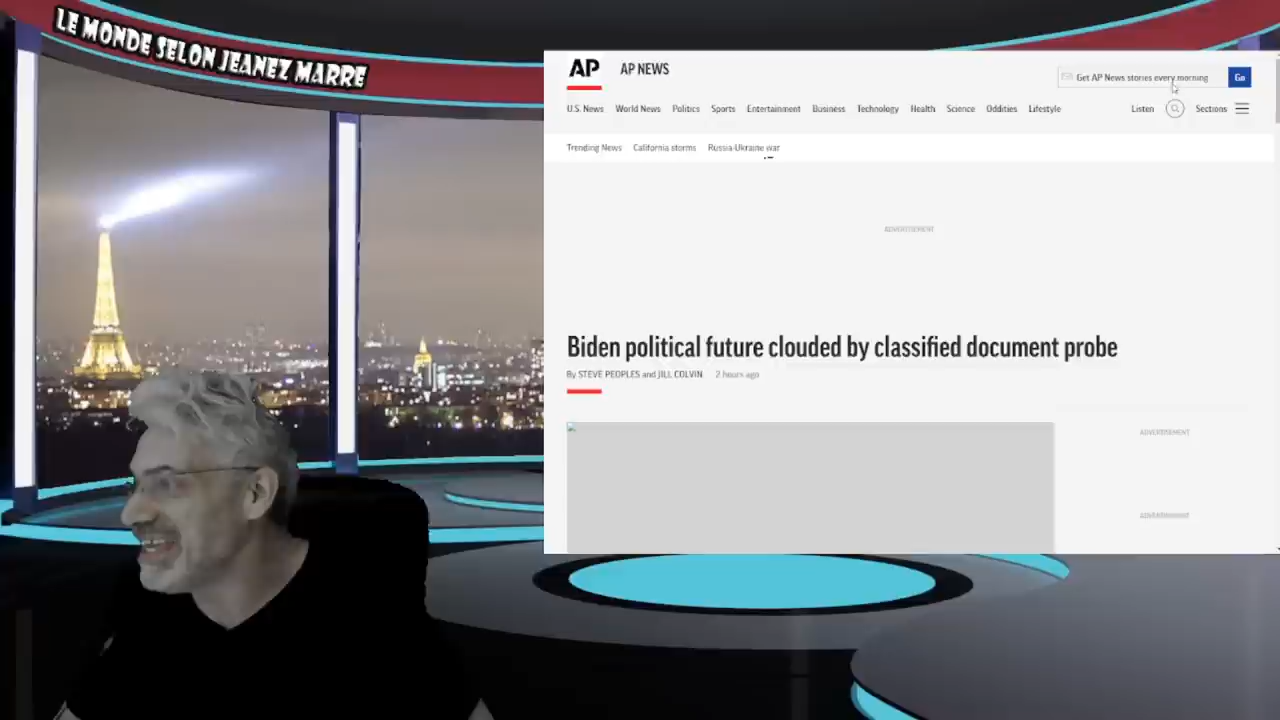 LE MONDE SELON JEANEZ MARRE
AP AP NEWS
Get AP News stories every morning Go
U.S. News World News Politics Sports Entertainment Business Technology Health Science Oddities Lifestyle Listen Sections
Trending News California storms Russia-Ukraine war
ADVERTISEMENT
Biden political future clouded by classified document probe
By STEVE PEOPLES and JILL COLVIN 2 hours ago
ADVERTISEMENT
ADVERTISEMENT